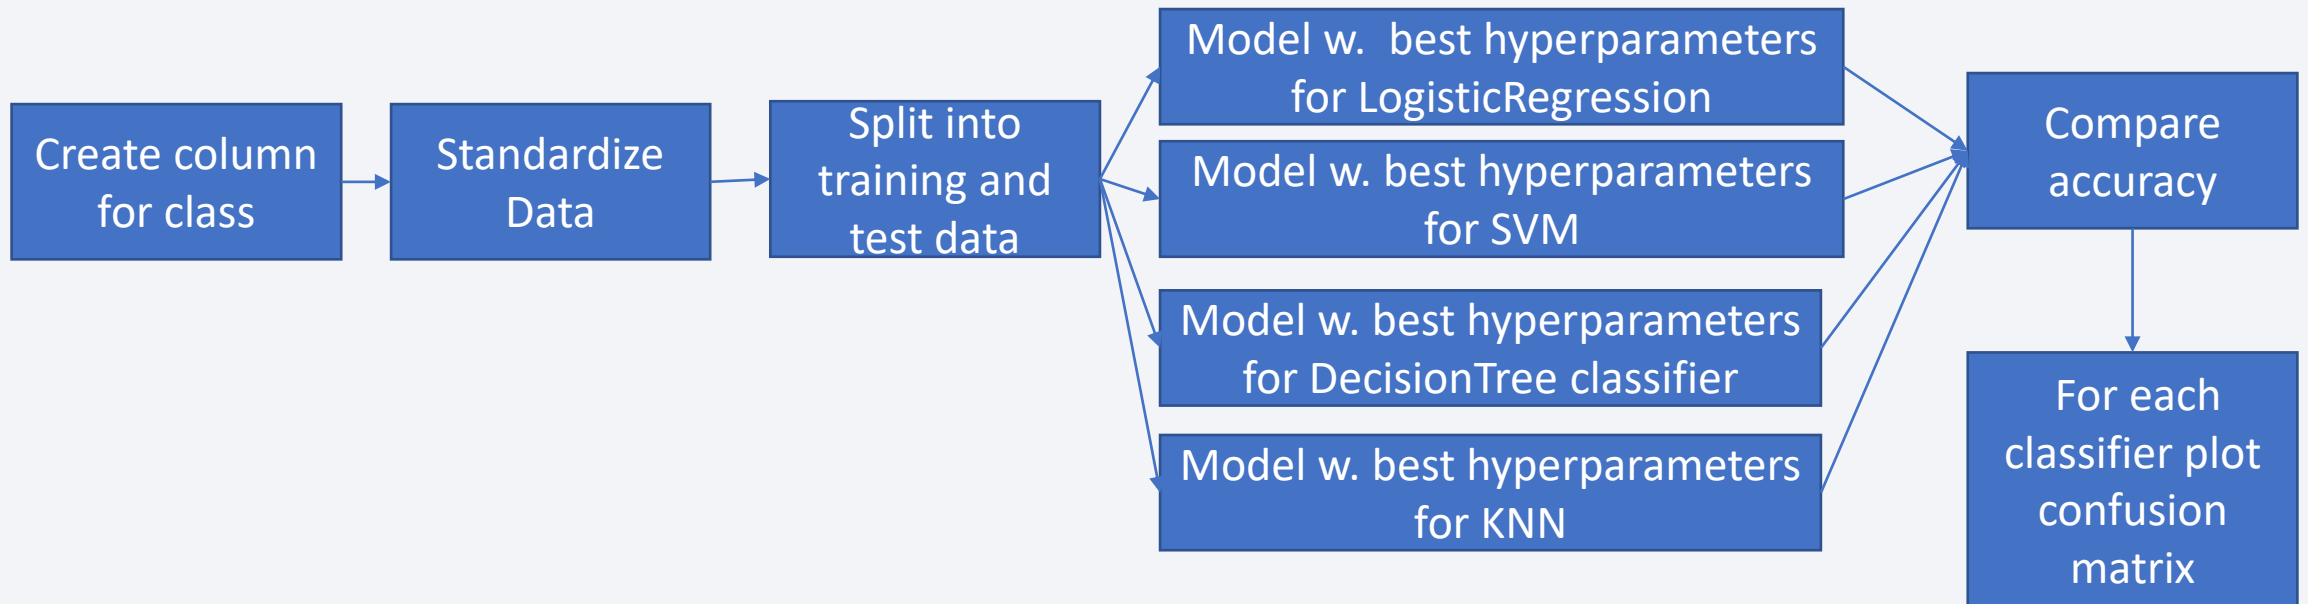 Create column
for class
Standardize
Data
Split into
training and
test data
Model w.  best hyperparameters
for LogisticRegression
Model w. best hyperparameters
for SVM
Model w. best hyperparameters
for DecisionTree classifier
Model w. best hyperparameters
for KNN
Compare
accuracy
For each
classifier plot
confusion
matrix